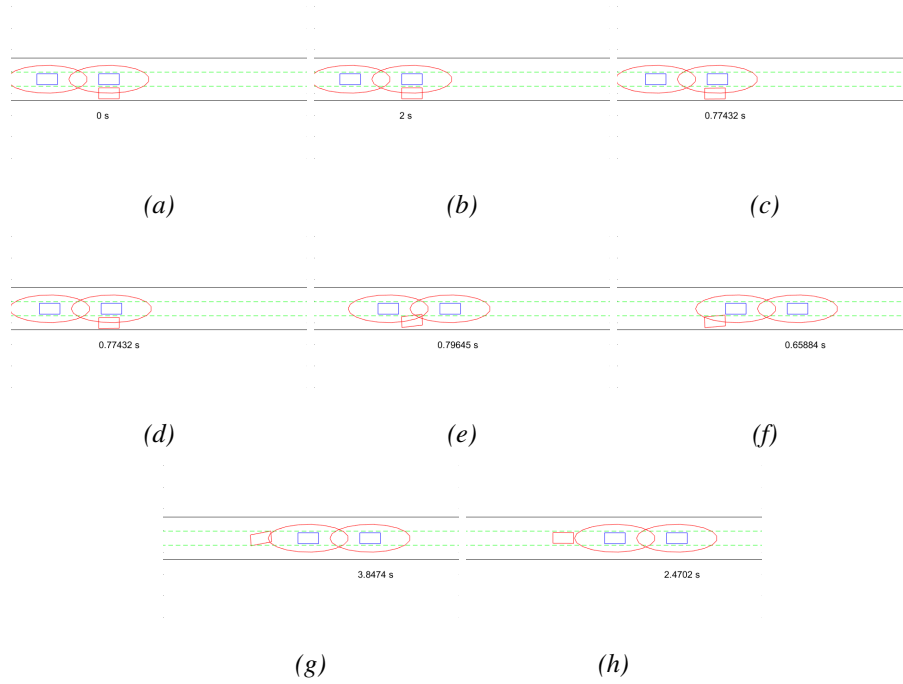 0 s
2 s
0.77432 s
(a)
(b)
(c)
0.77432 s
0.79645 s
0.65884 s
(d)
(e)
(f)
3.8474 s
2.4702 s
(g)
(h)